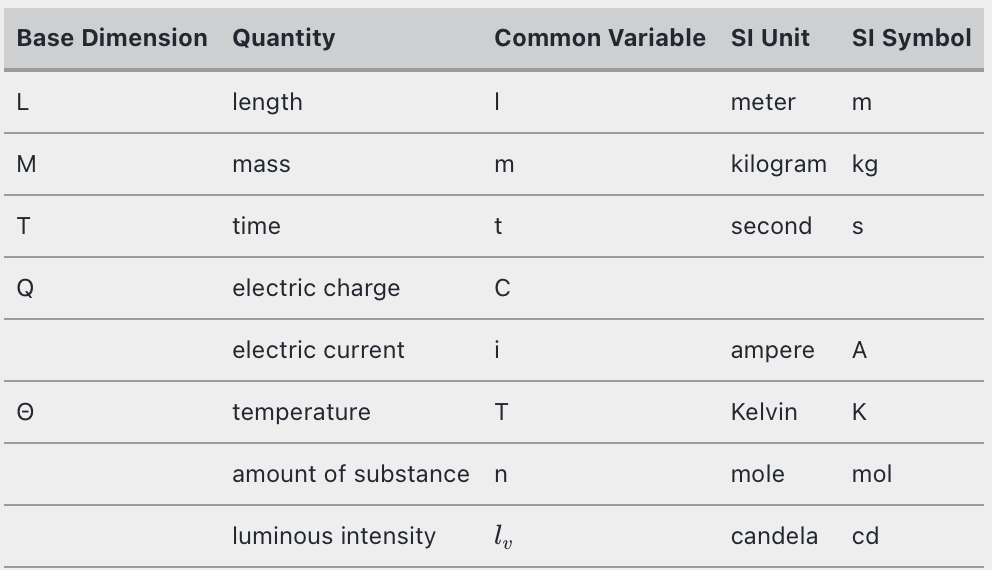 Base Dimension Quantity Common Variable SI Unit SI Symbol
L length l meter m
M mass m kilogram kg
T time t second s
Q electric charge C
electric current i ampere A
Θ temperature T Kelvin K
amount of substance n mole mol
luminous intensity l_v candela cd